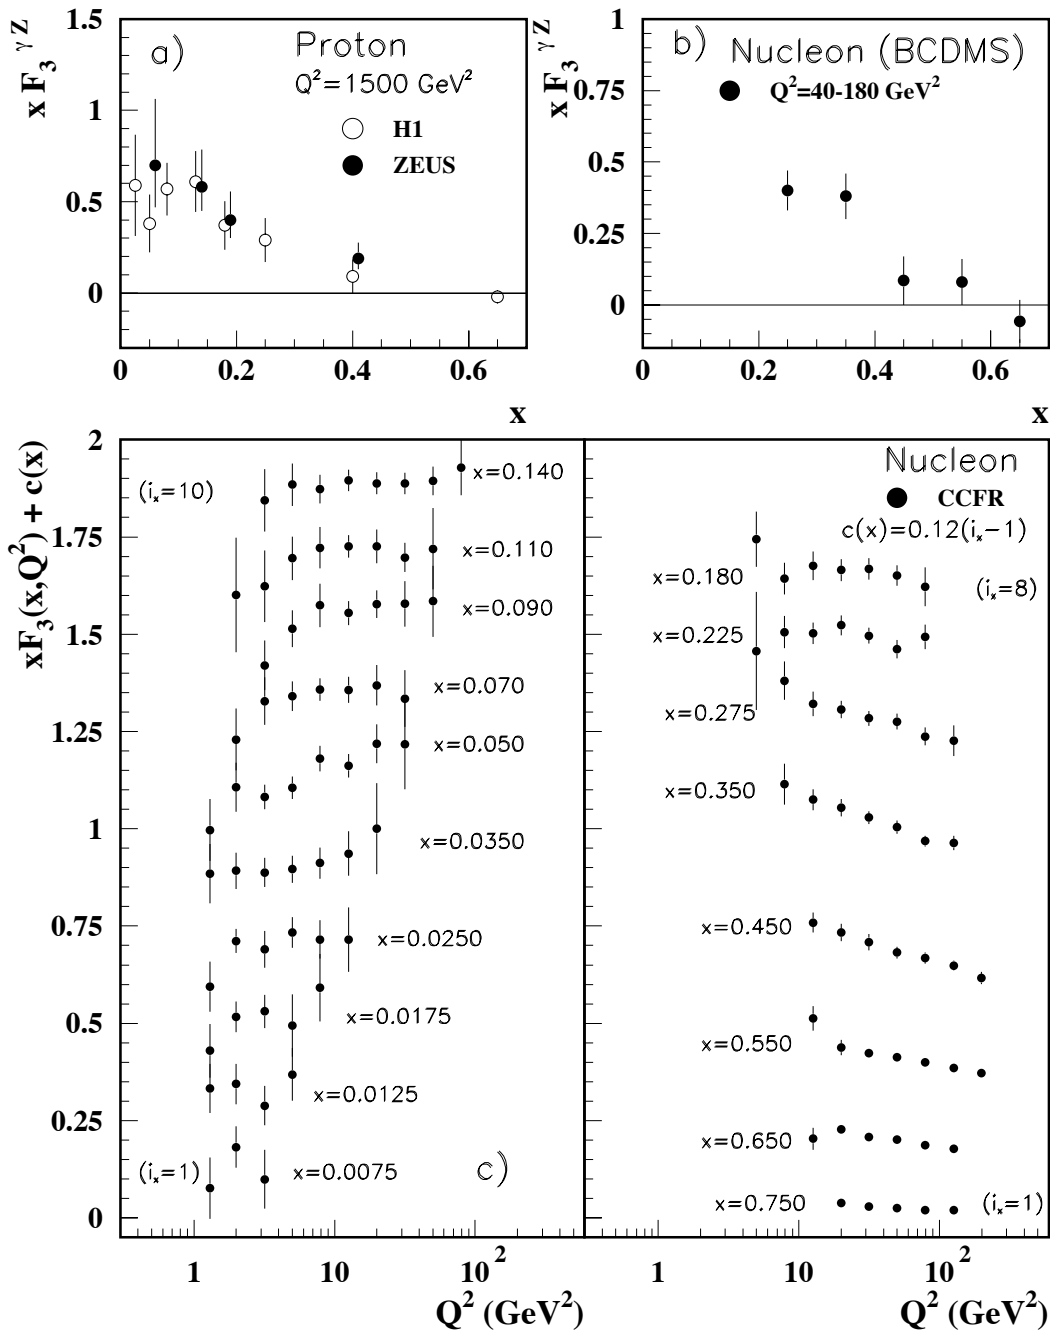 a)
Proton
Q²=1500 GeV²
H1
ZEUS
x F₃^γZ
1.5
1
0.5
0
0 0.2 0.4 0.6
x
b)
Nucleon (BCDMS)
Q²=40-180 GeV²
x F₃^γZ
1
0.75
0.5
0.25
0
0 0.2 0.4 0.6
x
xF₃(x,Q²) + c(x)
2
1.75
1.5
1.25
1
0.75
0.5
0.25
0
(iₓ=10)
x=0.140
x=0.110
x=0.090
x=0.070
x=0.050
x=0.0350
x=0.0250
x=0.0175
x=0.0125
(iₓ=1)
x=0.0075
c)
1 10 10²
Q² (GeV²)
Nucleon
CCFR
c(x)=0.12(iₓ-1)
x=0.180
(iₓ=8)
x=0.225
x=0.275
x=0.350
x=0.450
x=0.550
x=0.650
x=0.750
(iₓ=1)
1 10 10²
Q² (GeV²)